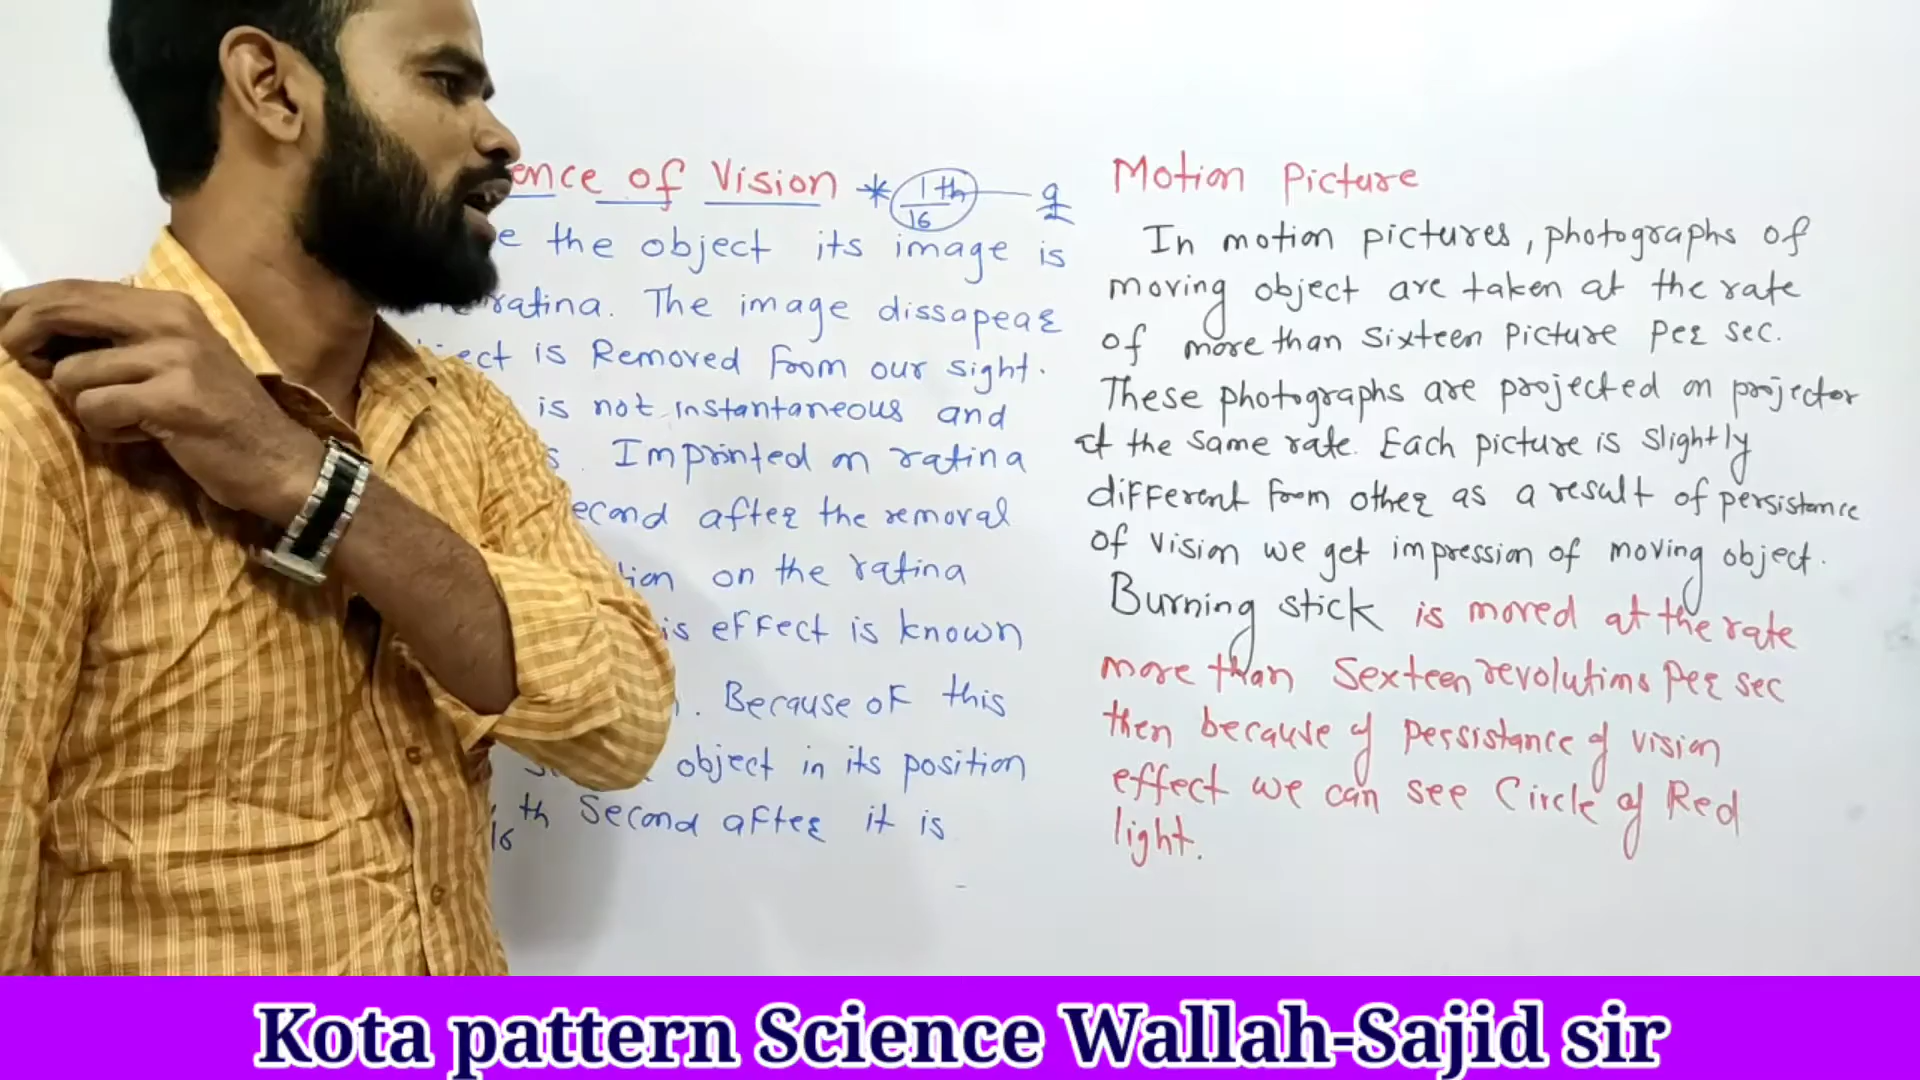 ence of Vision * 1th/16 g
e the object its image is
ratina. The image dissapear
ject is Removed From our sight.
is not instantaneous and
s. Imprinted on ratina
econd after the removal
tion on the ratina
is effect is known
. Because of this
object in its position
16th Second after it is
Motion Picture
In motion pictures, photographs of
moving object are taken at the rate
of more than sixteen Picture Per sec.
These photographs are projected on projector
at the same rate. Each picture is slightly
different from other as a result of persistance
of vision we get impression of moving object.
Burning stick is moved at the rate
more than Sexteen revolutions Per sec
then because of persistance of vision
effect we can see Circle of Red
light.
Kota pattern Science Wallah-Sajid sir